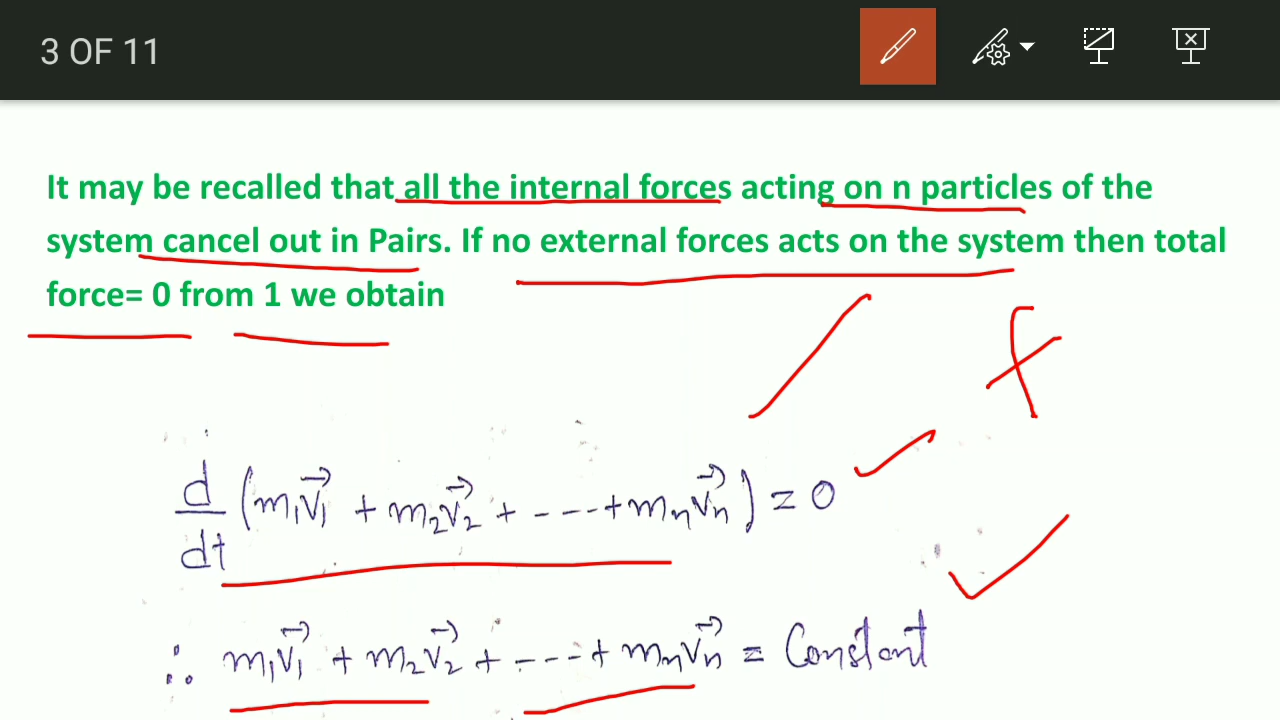 3 OF 11
It may be recalled that all the internal forces acting on n particles of the
system cancel out in Pairs. If no external forces acts on the system then total
force= 0 from 1 we obtain
f
d/dt (m₁v⃗₁ + m₂v⃗₂ + ---- + mₙv⃗ₙ) = 0
∴ m₁v⃗₁ + m₂v⃗₂ + ---- + mₙv⃗ₙ = Constant